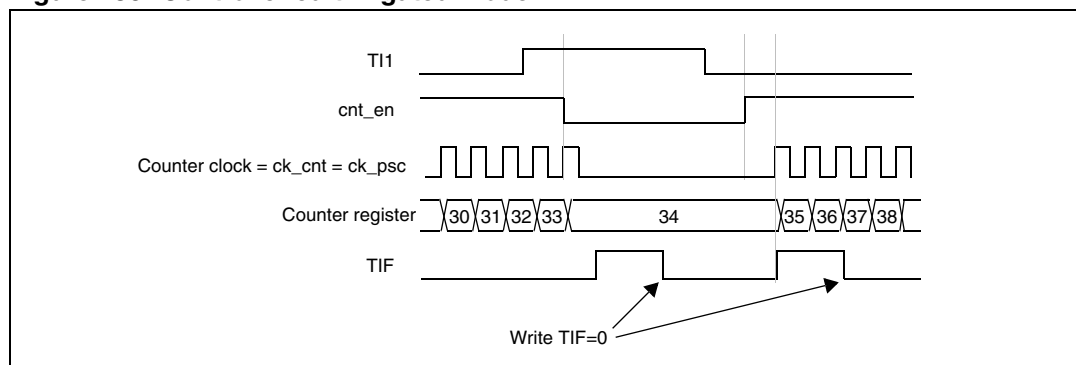 TI1
cnt_en
Counter clock = ck_cnt = ck_psc
Counter register
30 31 32 33 34 35 36 37 38
TIF
Write TIF=0